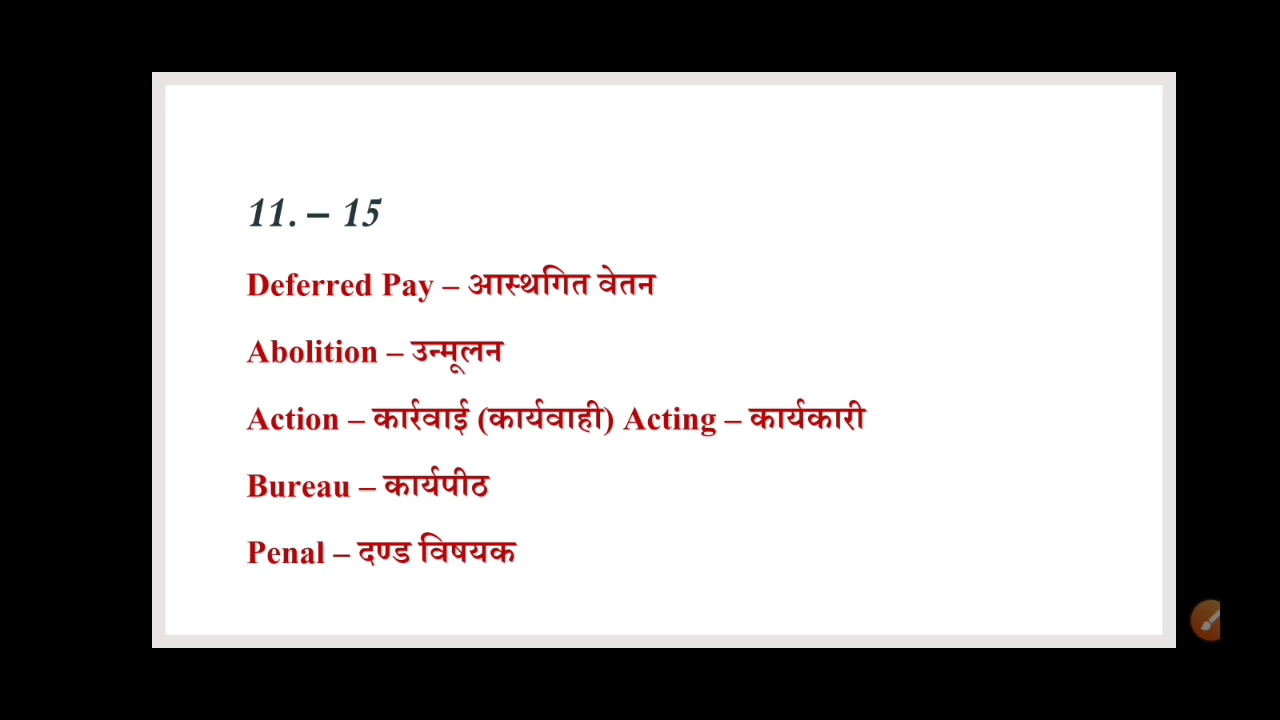 11. – 15
Deferred Pay – आस्थगित वेतन
Abolition – उन्मूलन
Action – कार्रवाई (कार्यवाही) Acting – कार्यकारी
Bureau – कार्यपीठ
Penal – दण्ड विषयक